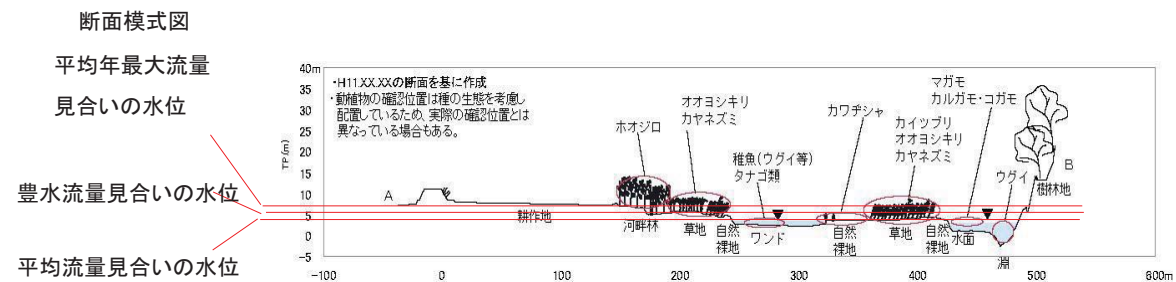 断面模式図
平均年最大流量
見合いの水位
豊水流量見合いの水位
平均流量見合いの水位
40m
35
30
25
20
15
10
5
0
-5
TP.(m)
・H11.XX.XXの断面を基に作成
・動植物の確認位置は種の生態を考慮し
配置しているため、実際の確認位置とは
異なっている場合もある。
ホオジロ
オオヨシキリ
カヤネズミ
稚魚(ウグイ等)
タナゴ類
カワヂシャ
カイツブリ
オオヨシキリ
カヤネズミ
マガモ
カルガモ・コガモ
ウグイ
A
B
樹林地
耕作地
河畔林
草地
自然
裸地
ワンド
自然
裸地
草地
自然
裸地
水面
淵
-100
0
100
200
300
400
500
600m